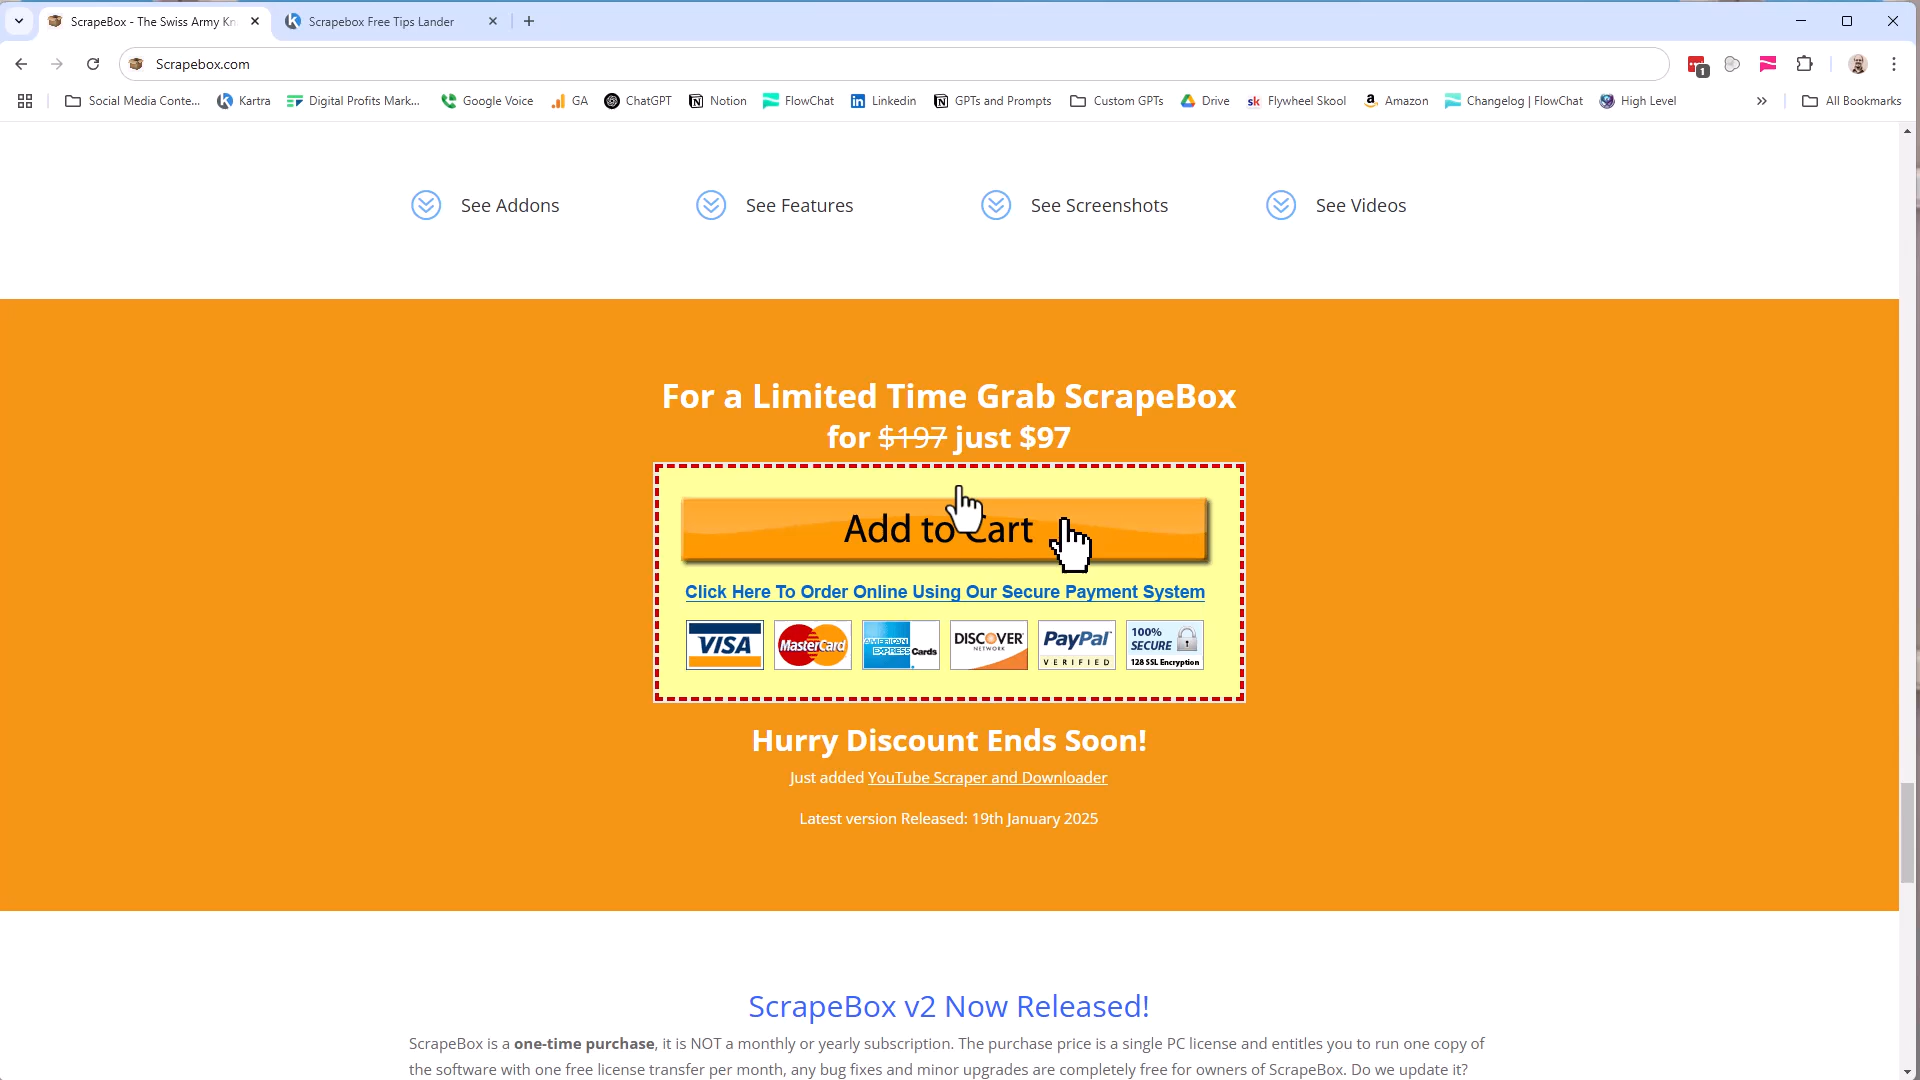 ScrapeBox - The Swiss Army Kn
Scrapebox Free Tips Lander
Scrapebox.com
1
Social Media Conte...
Kartra
Digital Profits Mark...
Google Voice
GA
ChatGPT
Notion
FlowChat
Linkedin
GPTs and Prompts
Custom GPTs
Drive
sk
Flywheel Skool
Amazon
Changelog | FlowChat
High Level
All Bookmarks
See Addons
See Features
See Screenshots
See Videos
For a Limited Time Grab ScrapeBox
for $197 just $97
Add to Cart
Click Here To Order Online Using Our Secure Payment System
VISA
MasterCard
AMERICAN EXPRESS Cards
DISCOVER NETWORK
PayPal VERIFIED
100% SECURE 128 SSL Encryption
Hurry Discount Ends Soon!
Just added YouTube Scraper and Downloader
Latest version Released: 19th January 2025
ScrapeBox v2 Now Released!
ScrapeBox is a one-time purchase, it is NOT a monthly or yearly subscription. The purchase price is a single PC license and entitles you to run one copy of
the software with one free license transfer per month, any bug fixes and minor upgrades are completely free for owners of ScrapeBox. Do we update it?